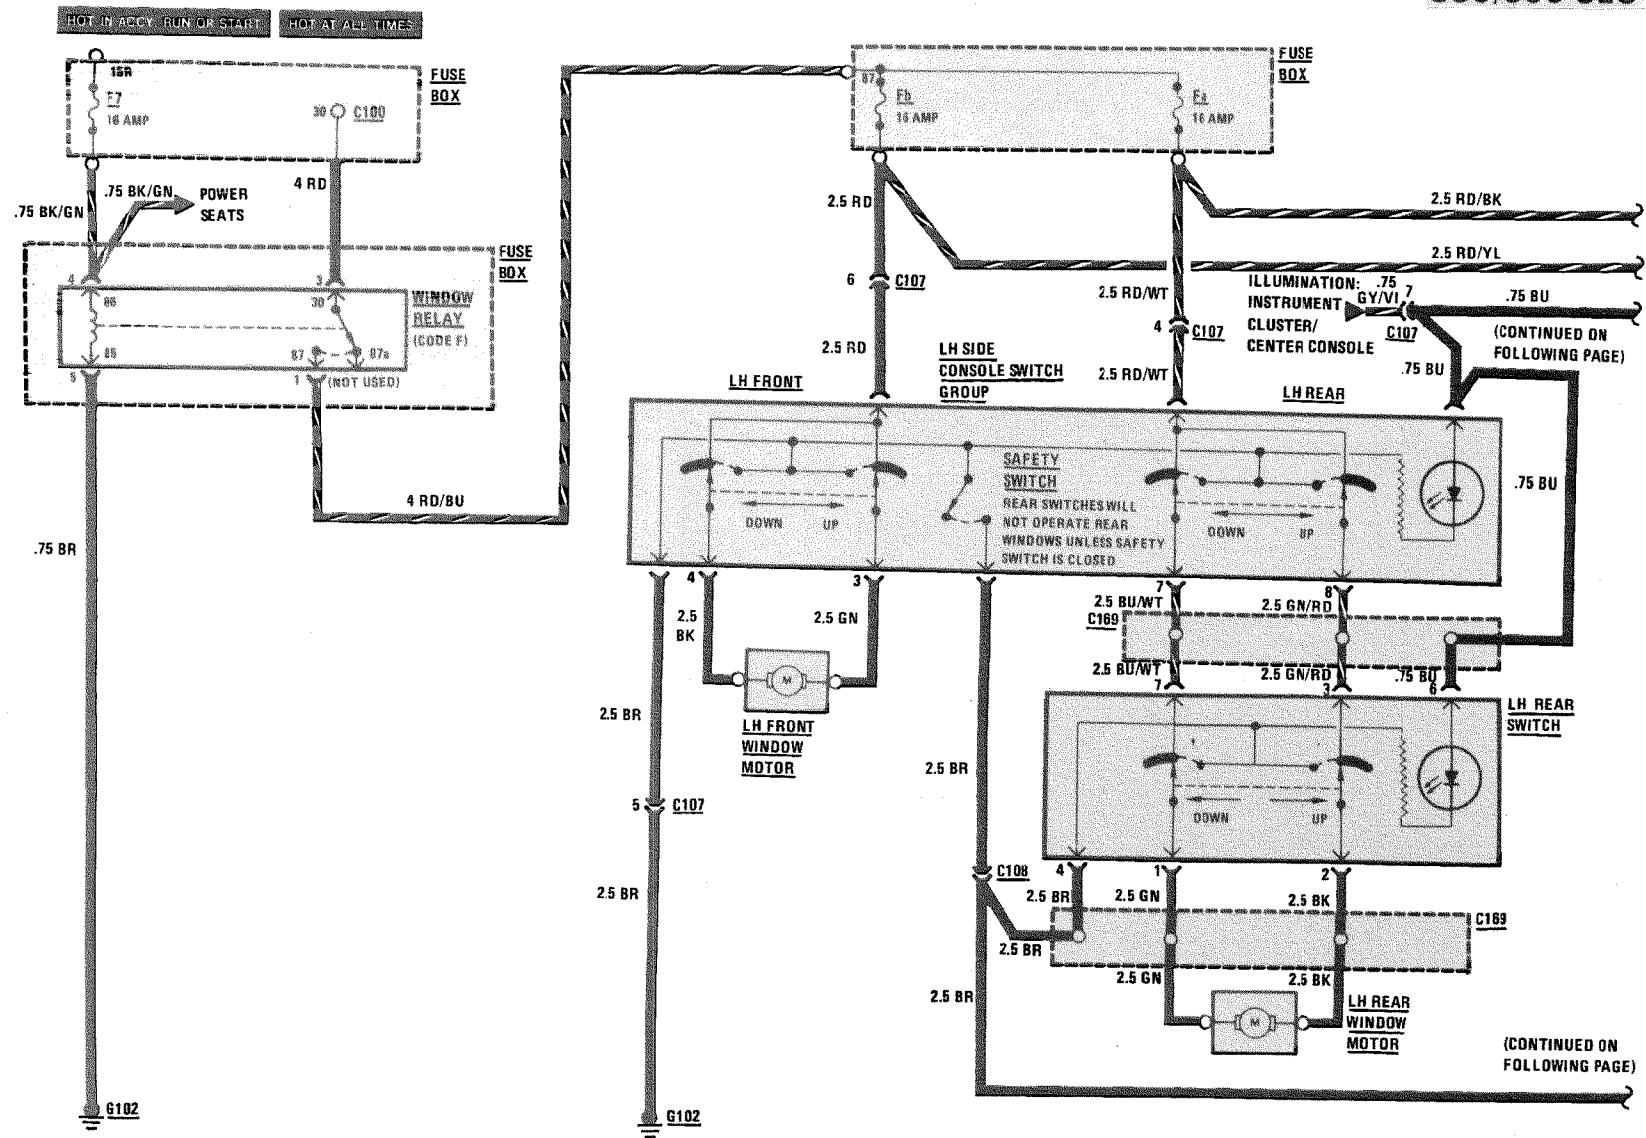 HOT IN ACCY, RUN OR START
HOT AT ALL TIMES
15R
F7
16 AMP
30
C100
FUSE
BOX
4 RD
.75 BK/GN
.75 BK/GN
POWER
SEATS
FUSE
BOX
4
3
86
30
WINDOW
RELAY
(CODE F)
85
87
87a
5
1
(NOT USED)
4 RD/BU
.75 BR
G102
87
Fb
16 AMP
Fa
16 AMP
FUSE
BOX
2.5 RD
2.5 RD/BK
2.5 RD/YL
6
C107
2.5 RD/WT
4
C107
ILLUMINATION:
INSTRUMENT
CLUSTER/
CENTER CONSOLE
.75
GY/VI
7
C107
.75 BU
(CONTINUED ON
FOLLOWING PAGE)
2.5 RD
2.5 RD/WT
.75 BU
LH FRONT
LH SIDE
CONSOLE SWITCH
GROUP
LH REAR
SAFETY
SWITCH
REAR SWITCHES WILL
NOT OPERATE REAR
WINDOWS UNLESS SAFETY
SWITCH IS CLOSED
DOWN
UP
DOWN
UP
.75 BU
4
3
7
8
2.5
BK
2.5 GN
2.5 BU/WT
2.5 GN/RD
C169
M
LH FRONT
WINDOW
MOTOR
2.5 BU/WT
2.5 GN/RD
.75 BU
7
3
6
LH REAR
SWITCH
2.5 BR
2.5 BR
DOWN
UP
5
C107
C108
4
1
2
2.5 BR
2.5 BR
2.5 GN
2.5 BK
C169
2.5 BR
2.5 GN
2.5 BK
2.5 BR
M
LH REAR
WINDOW
MOTOR
(CONTINUED ON
FOLLOWING PAGE)
G102